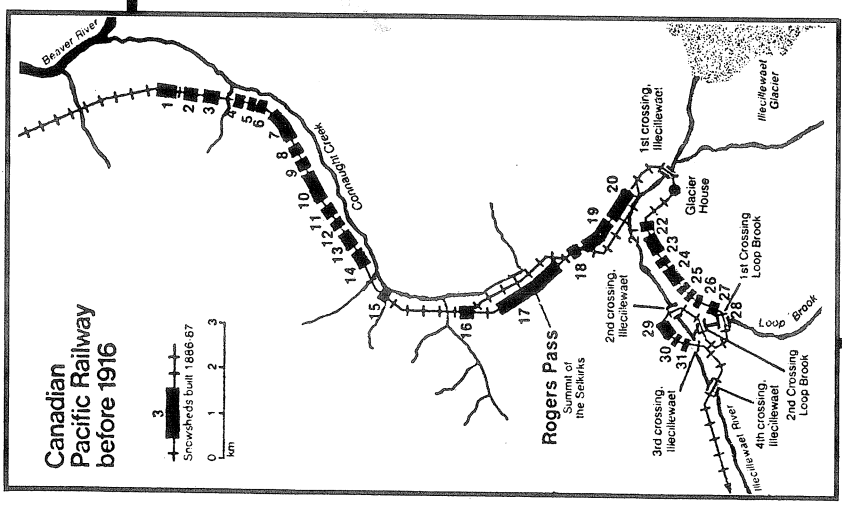 Canadian
Pacific Railway
before 1916
3
Snowsheds built 1886-87
0 1 2 3
km
Beaver River
1
2
3
4
5
6
7
8
9
10
11
12
13
14
Connaught Creek
15
16
17
Rogers Pass
Summit of
the Selkirks
18
19
20
1st crossing,
Illecillewaet
Illecillewaet
Glacier
Glacier
House
22
23
24
25
26
27
28
1st Crossing
Loop Brook
Loop Brook
2nd crossing,
Illecillewaet
29
30
31
3rd crossing,
Illecillewaet
4th crossing,
Illecillewaet
2nd Crossing
Loop Brook
Illecillewaet River